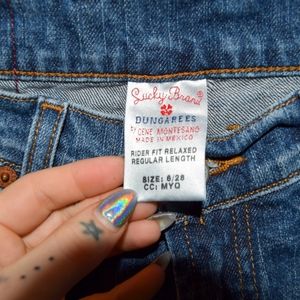 Lucky Brand
DUNGAREES
BY GENE MONTESANO
MADE IN MEXICO
RIDER FIT RELAXED
REGULAR LENGTH
SIZE: 6/28
CC: MYQ